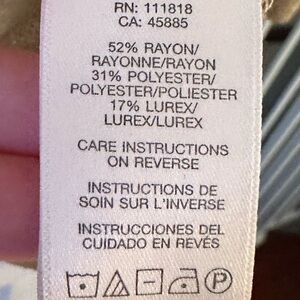 RN: 111818
CA: 45885
52% RAYON/
RAYONNE/RAYON
31% POLYESTER/
POLYESTER/POLIESTER
17% LUREX/
LUREX/LUREX
CARE INSTRUCTIONS
ON REVERSE
INSTRUCTIONS DE
SOIN SUR L'INVERSE
INSTRUCCIONES DEL
CUIDADO EN REVÉS
P